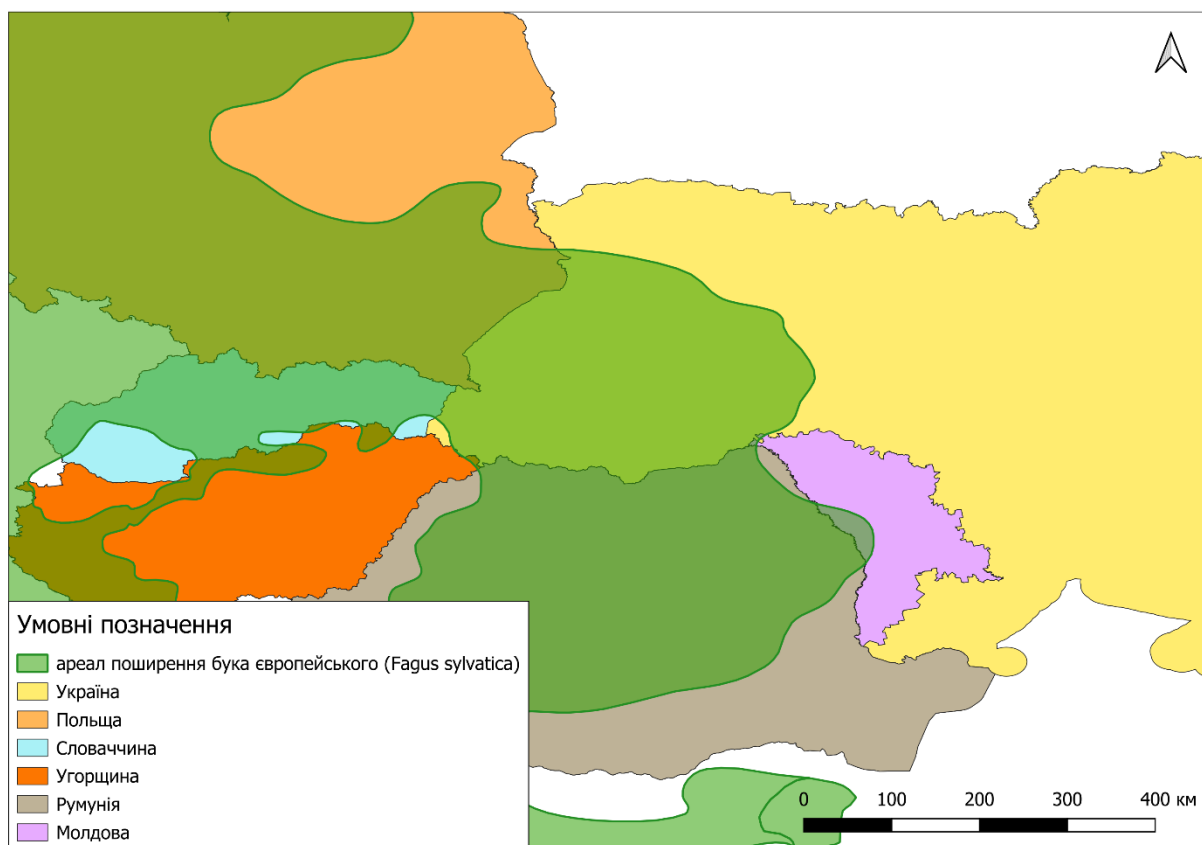 Умовні позначення
ареал поширення бука європейського (Fagus sylvatica)
Україна
Польща
Словаччина
Угорщина
Румунія
Молдова
0 100 200 300 400 км